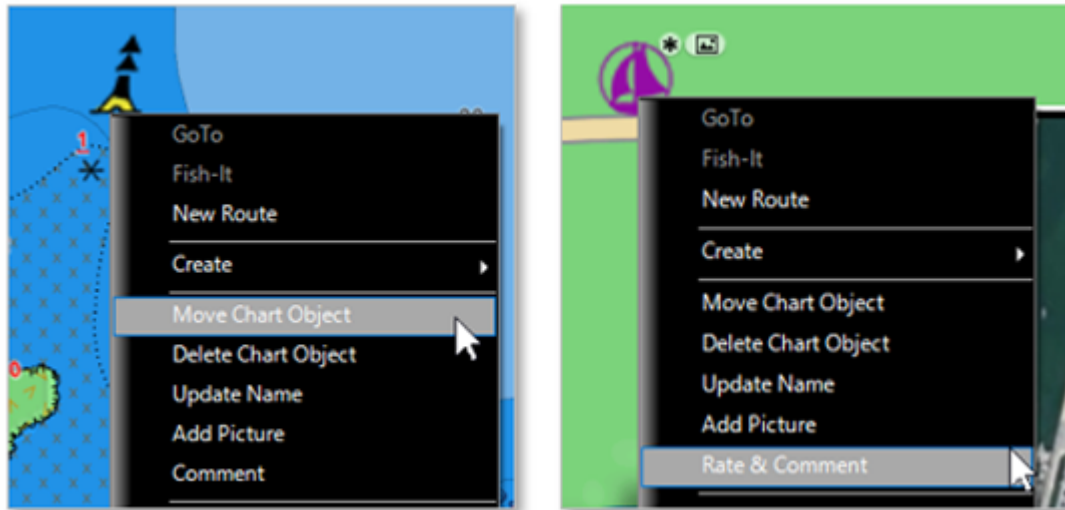 1
0
GoTo
Fish-It
New Route
Create
Move Chart Object
Delete Chart Object
Update Name
Add Picture
Comment
GoTo
Fish-It
New Route
Create
Move Chart Object
Delete Chart Object
Update Name
Add Picture
Rate & Comment